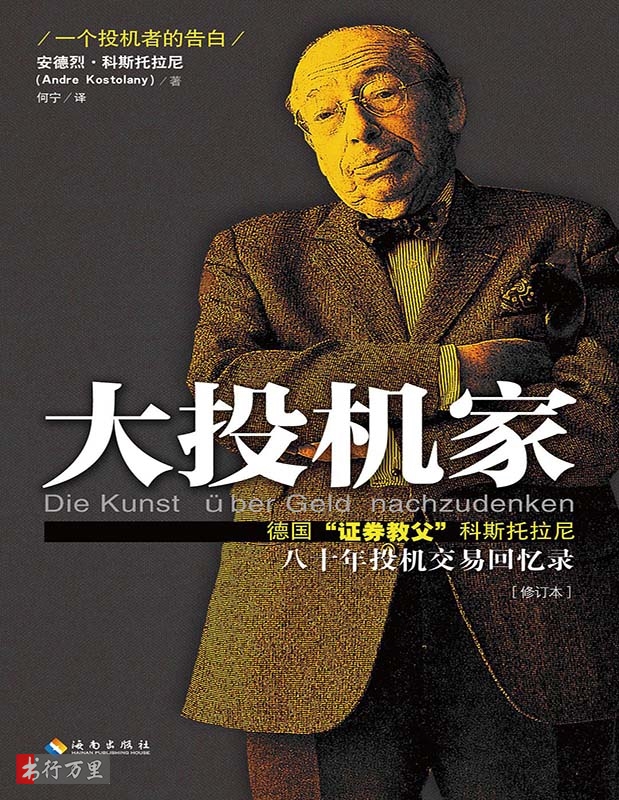 /一个投机者的告白/
安德烈·科斯托拉尼
(Andre Kostolany)/著
何宁/译
大投机家
Die Kunst ü ber Geld nachzudenken
德国“证券教父”科斯托拉尼
八十年投机交易回忆录
[修订本]
海南出版社
HAINAN PUBLISHING HOUSE
书行万里